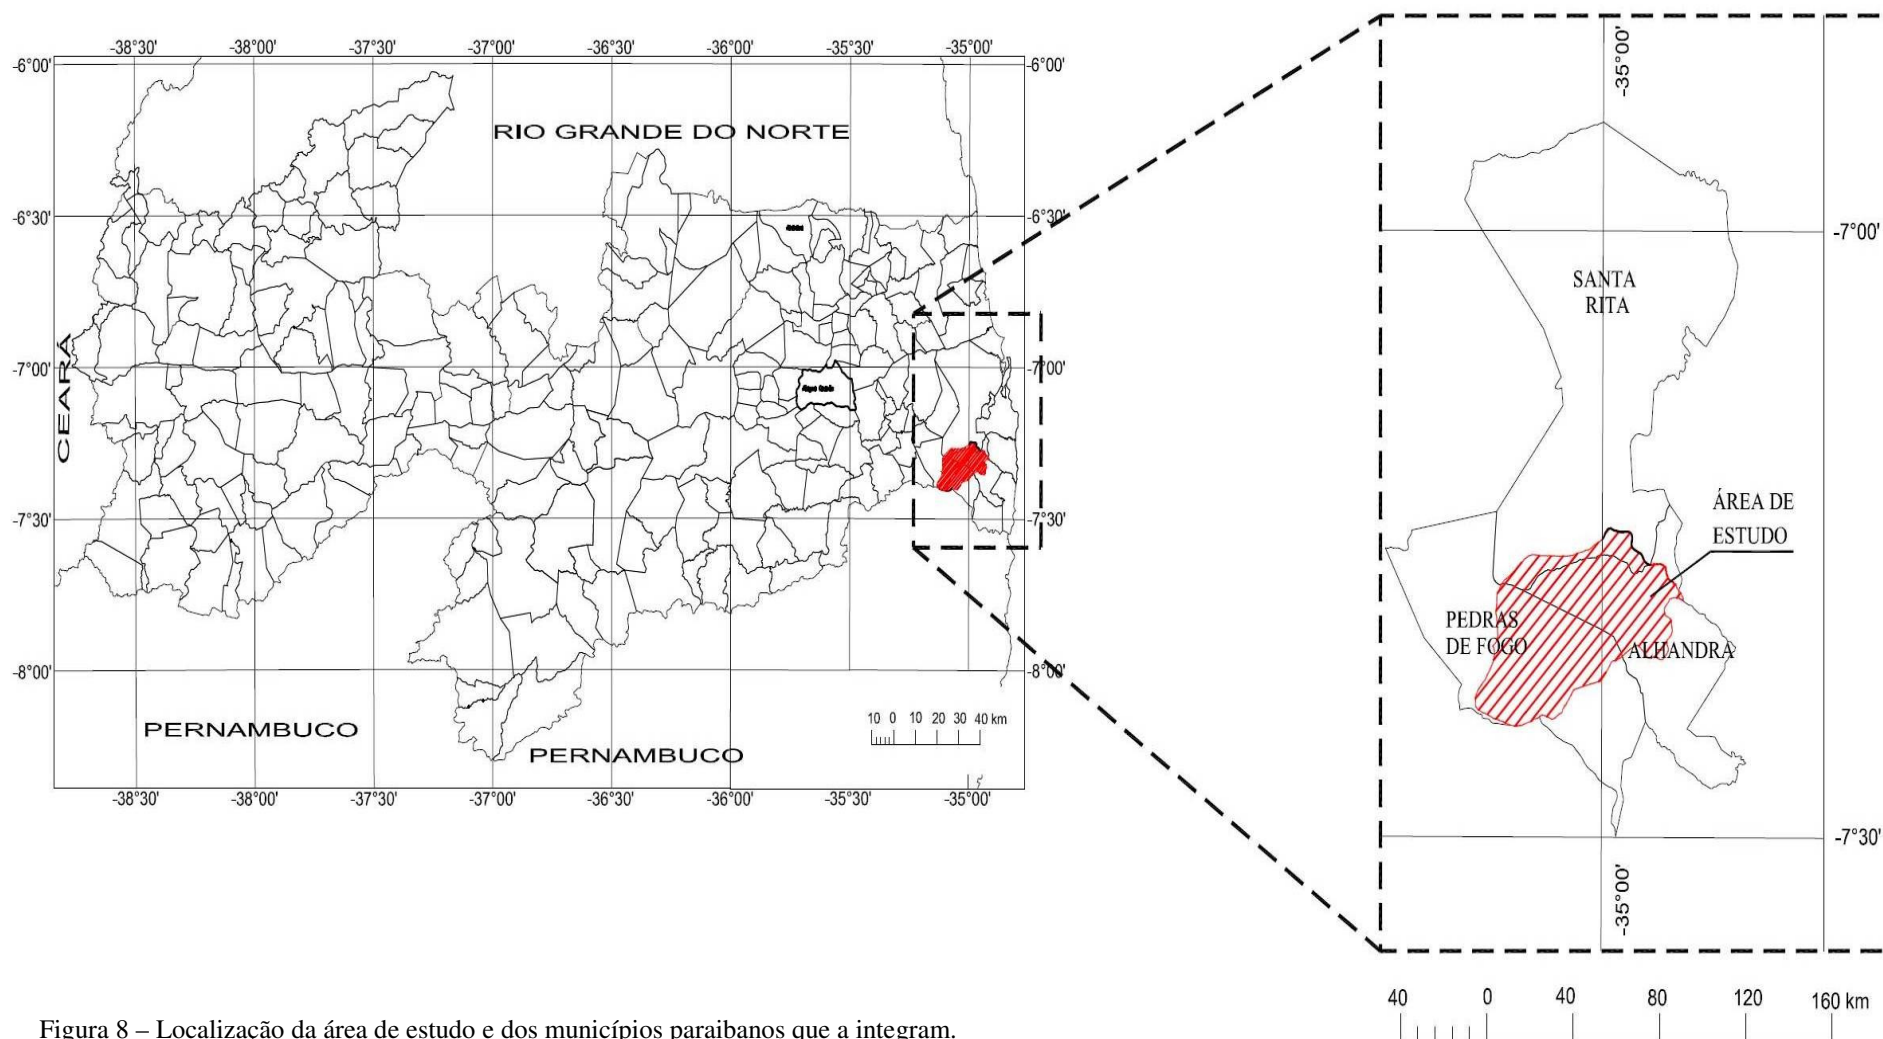 -38°30' -38°00' -37°30' -37°00' -36°30' -36°00' -35°30' -35°00'
-6°00' -6°00'
RIO GRANDE DO NORTE
-6°30' -6°30'
CEARÁ
-7°00' -7°00'
-7°30' -7°30'
-8°00' -8°00'
PERNAMBUCO
PERNAMBUCO
10 0 10 20 30 40 km
-38°30' -38°00' -37°30' -37°00' -36°30' -36°00' -35°30' -35°00'
-35°00'
-7°00'
SANTA
RITA
ÁREA DE
ESTUDO
PEDRAS
DE FOGO
ALHANDRA
-7°30'
-35°00'
40 0 40 80 120 160 km
Figura 8 – Localização da área de estudo e dos municípios paraibanos que a integram.